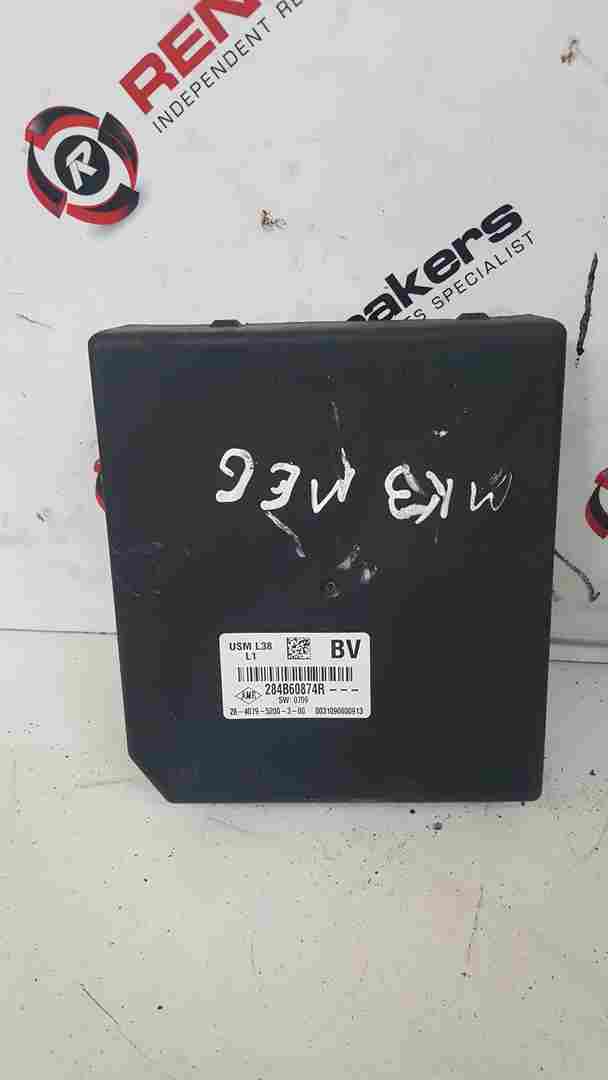 REN
INDEPENDENT RE
R
akers
S SPECIALIST
MK3 MEG
USM L38
L1
BV
284B60874R - - -
SW: 0709
28-4079-5200-3-00 0031090600913